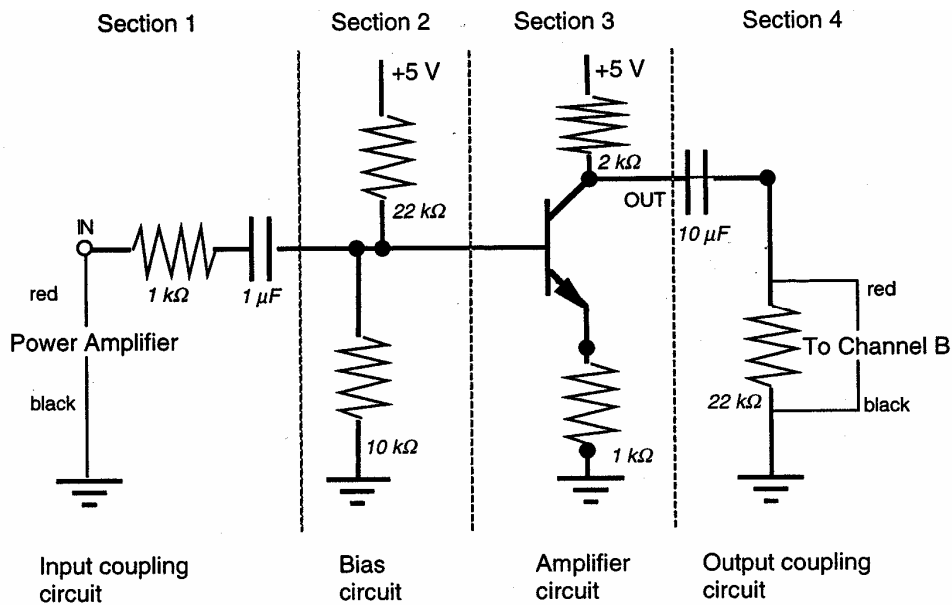 Section 1
Section 2
Section 3
Section 4
+5 V
+5 V
2 kΩ
22 kΩ
OUT
IN
10 µF
1 kΩ
1 µF
red
red
Power Amplifier
To Channel B
black
22 kΩ
black
10 kΩ
1 kΩ
Input coupling
circuit
Bias
circuit
Amplifier
circuit
Output coupling
circuit